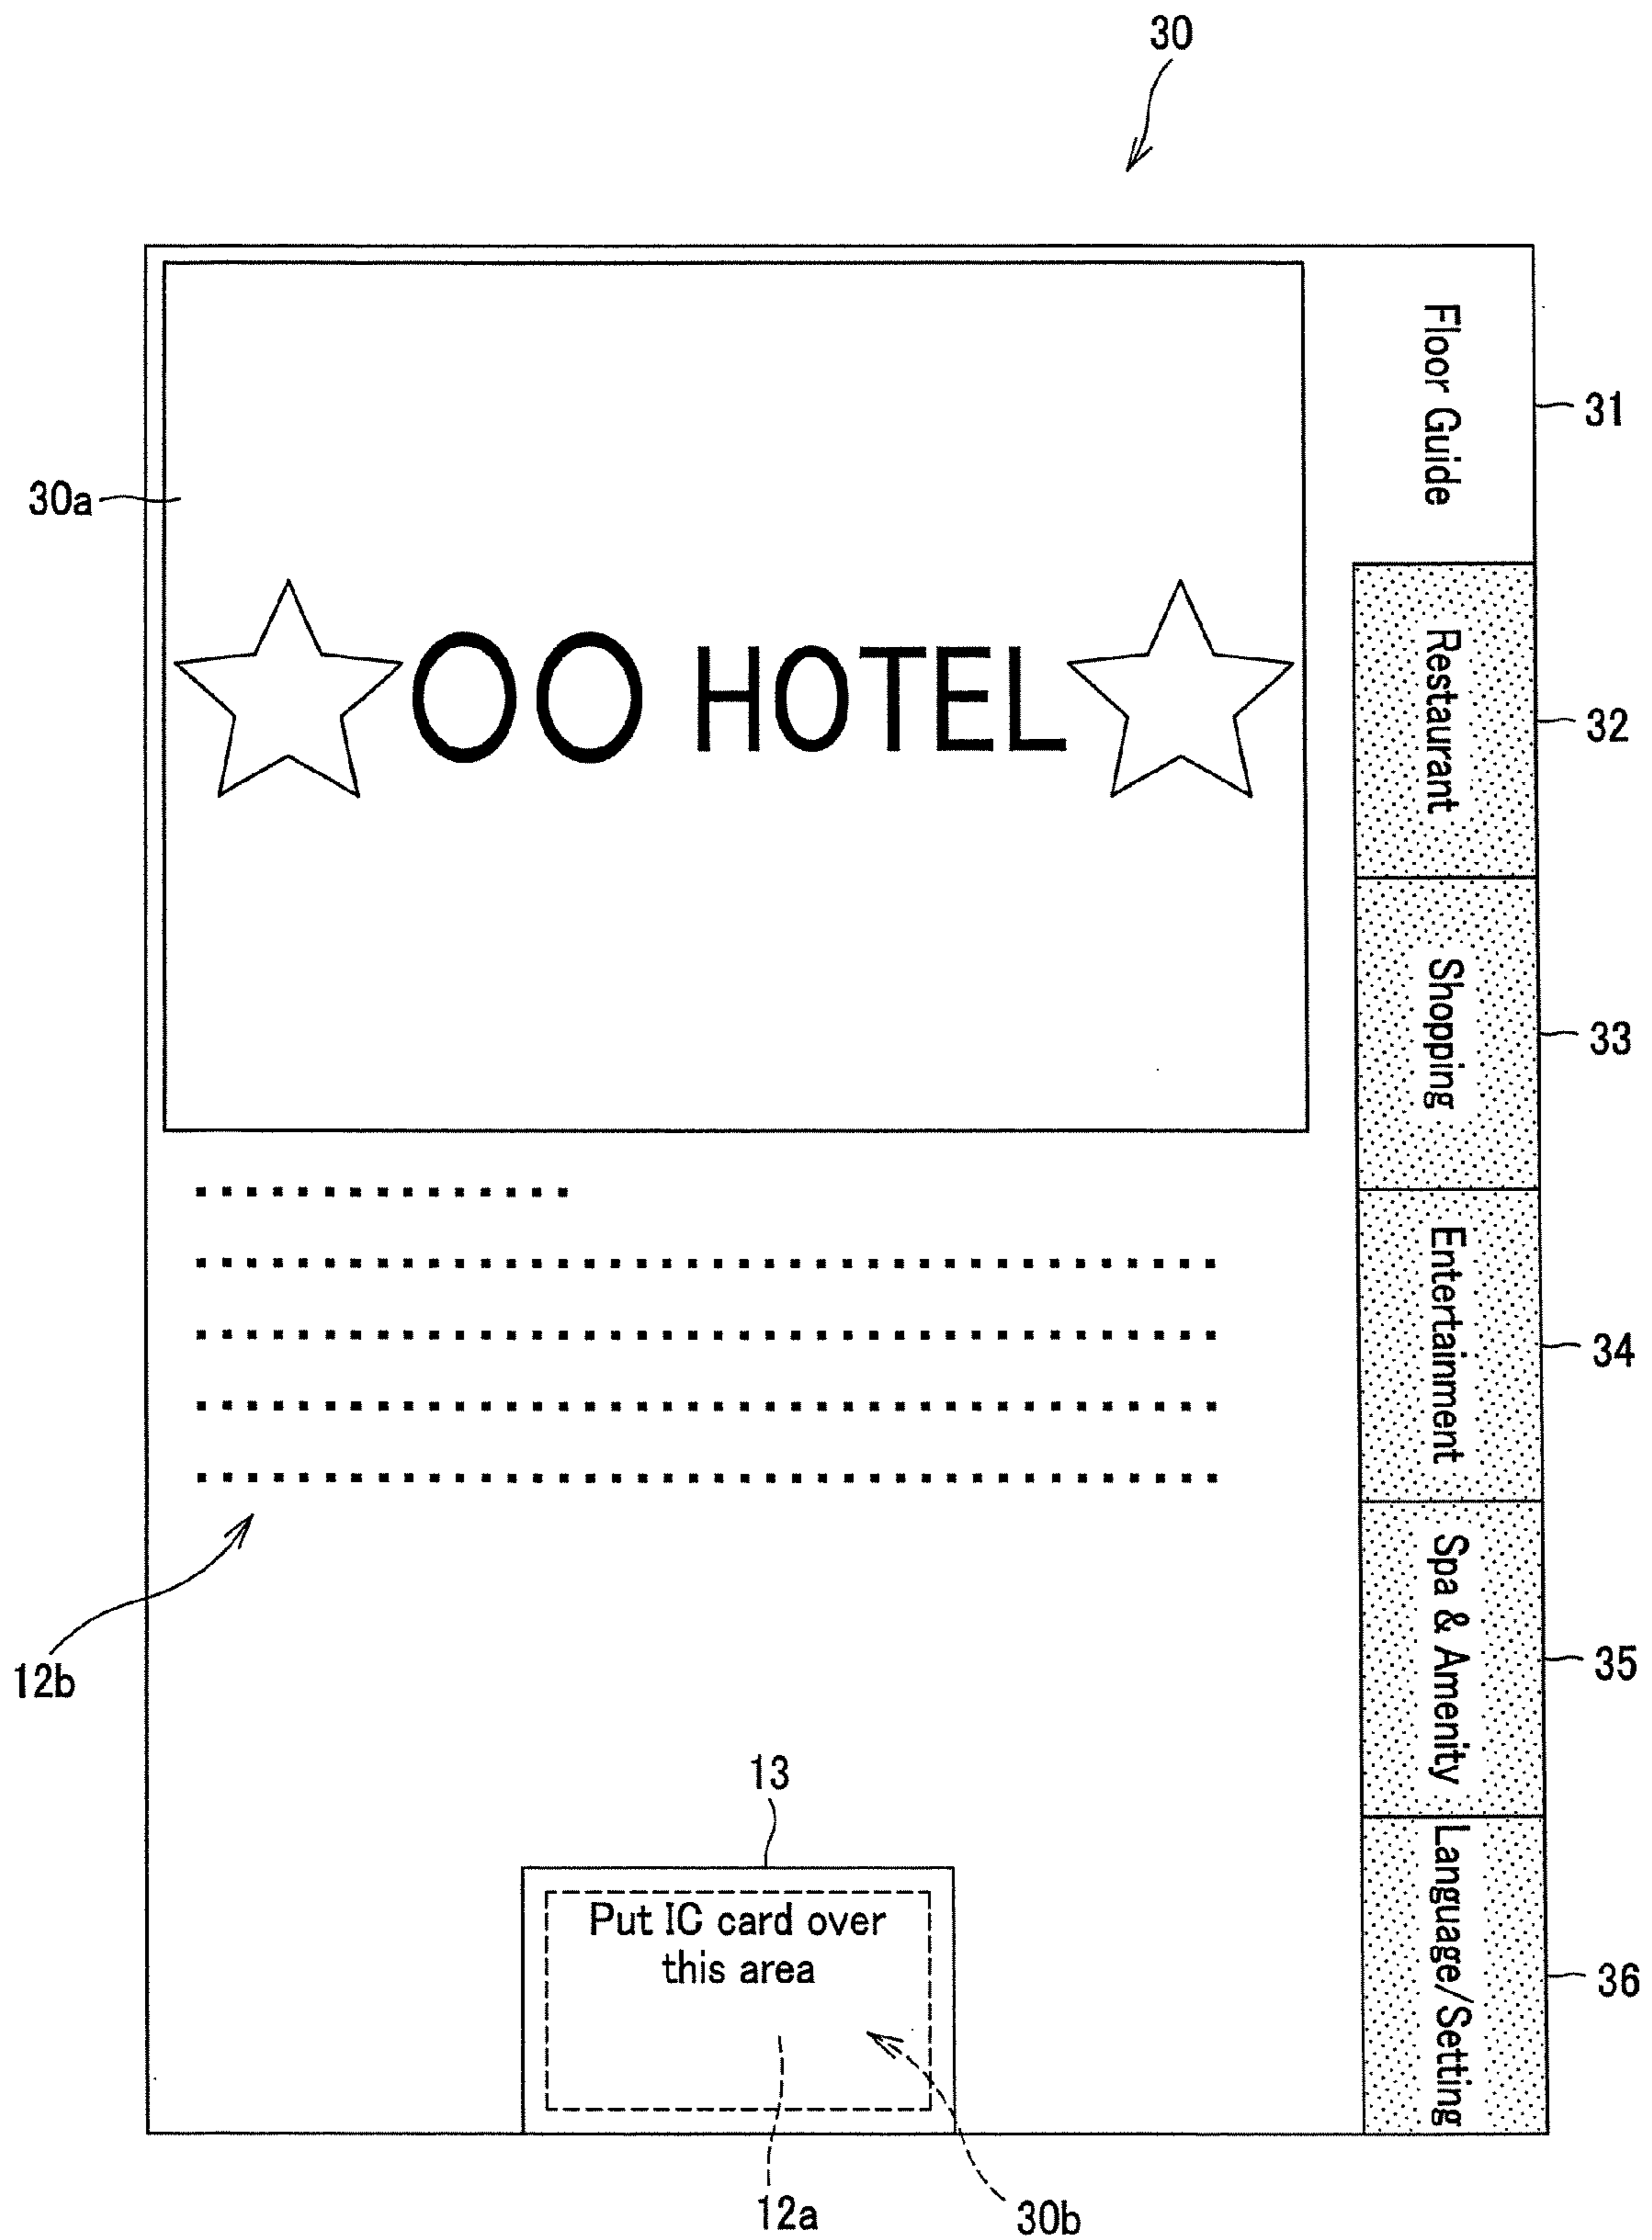 30
Floor Guide
31
30a
OO HOTEL
Restaurant
32
Shopping
33
Entertainment
34
12b
Spa & Amenity
35
13
Put IC card over
this area
Language/Setting
36
12a
30b